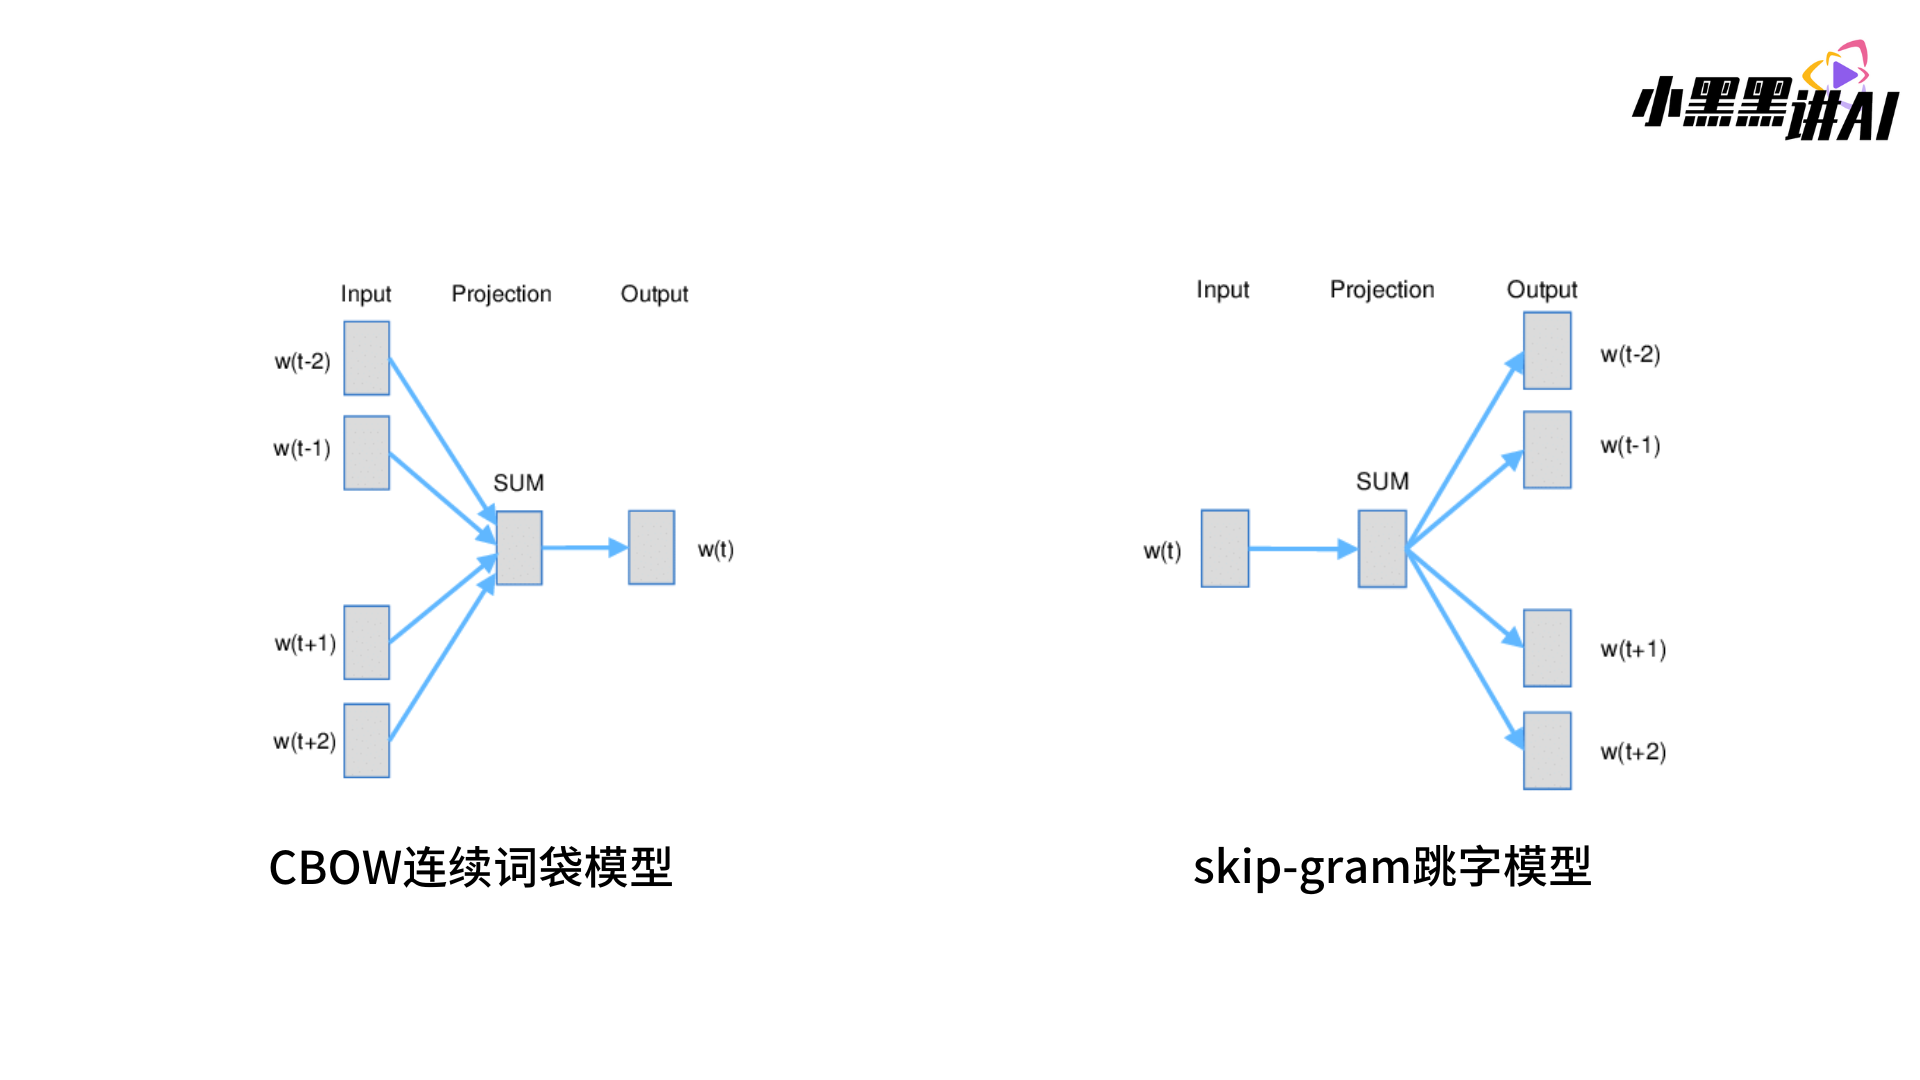 小黑黑讲AI
Input Projection Output
w(t-2)
w(t-1)
SUM
w(t)
w(t+1)
w(t+2)
CBOW连续词袋模型
Input Projection Output
w(t-2)
w(t-1)
SUM
w(t)
w(t+1)
w(t+2)
skip-gram跳字模型